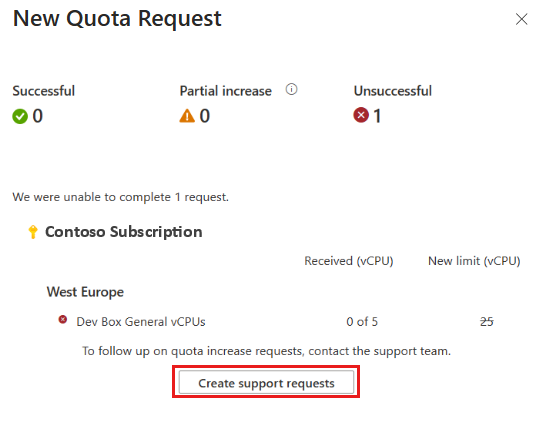 New Quota Request
Successful Partial increase Unsuccessful
0 0 1
We were unable to complete 1 request.
Contoso Subscription
Received (vCPU) New limit (vCPU)
West Europe
Dev Box General vCPUs 0 of 5 25
To follow up on quota increase requests, contact the support team.
Create support requests